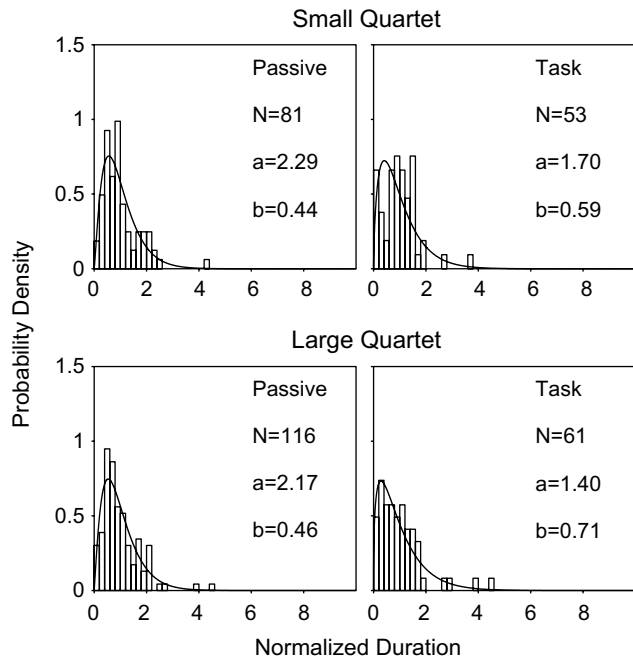 Small Quartet
1.5
1
0.5
0
Passive
N=81
a=2.29
b=0.44
0 2 4 6 8
Task
N=53
a=1.70
b=0.59
0 2 4 6 8
Probability Density
Large Quartet
1.5
1
0.5
0
Passive
N=116
a=2.17
b=0.46
0 2 4 6 8
Task
N=61
a=1.40
b=0.71
0 2 4 6 8
Normalized Duration